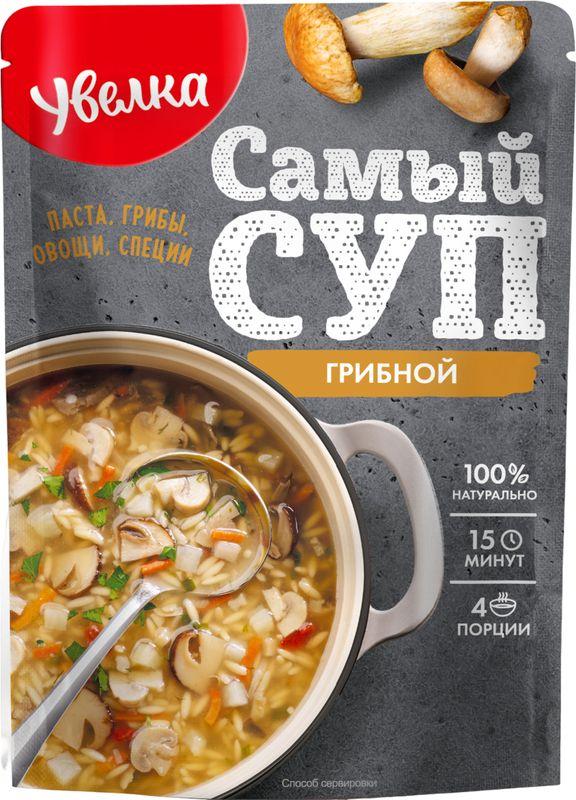 Увелка
Самый
СУП
ПАСТА, ГРИБЫ,
ОВОЩИ, СПЕЦИИ
ГРИБНОЙ
100%
НАТУРАЛЬНО
15
МИНУТ
4
ПОРЦИИ
Способ сервировки